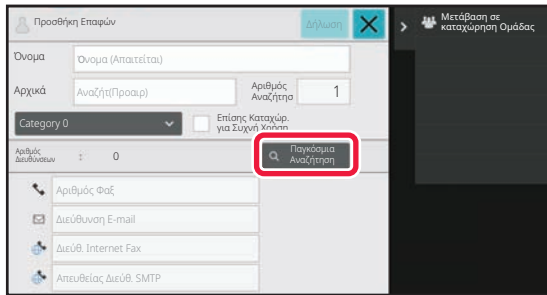 Προσθήκη Επαφών
Δήλωση
Μετάβαση σε
καταχώρηση Ομάδας
Όνομα
Όνομα (Απαιτείται)
Αρχικά
Αναζήτ(Προαιρ)
Αριθμός
Αναζήτησ
1
Category 0
Επίσης Καταχώρ.
για Συχνή Χρήση
Αριθμός
Διευθύνσεων
:
0
Παγκόσμια
Αναζήτηση
Αριθμός Φαξ
Διεύθυνση E-mail
Διεύθ. Internet Fax
Απευθείας Διεύθ. SMTP